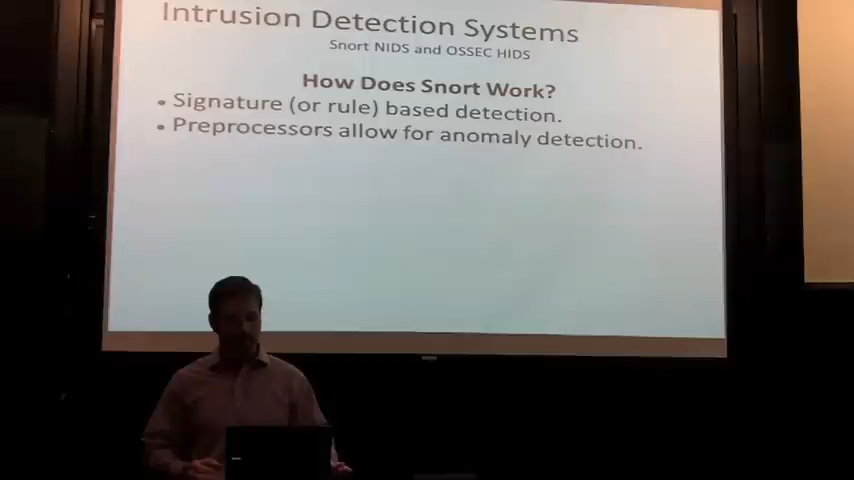 Intrusion Detection Systems
Snort NIDS and OSSEC HIDS
How Does Snort Work?
• Signature (or rule) based detection.
• Preprocessors allow for anomaly detection.